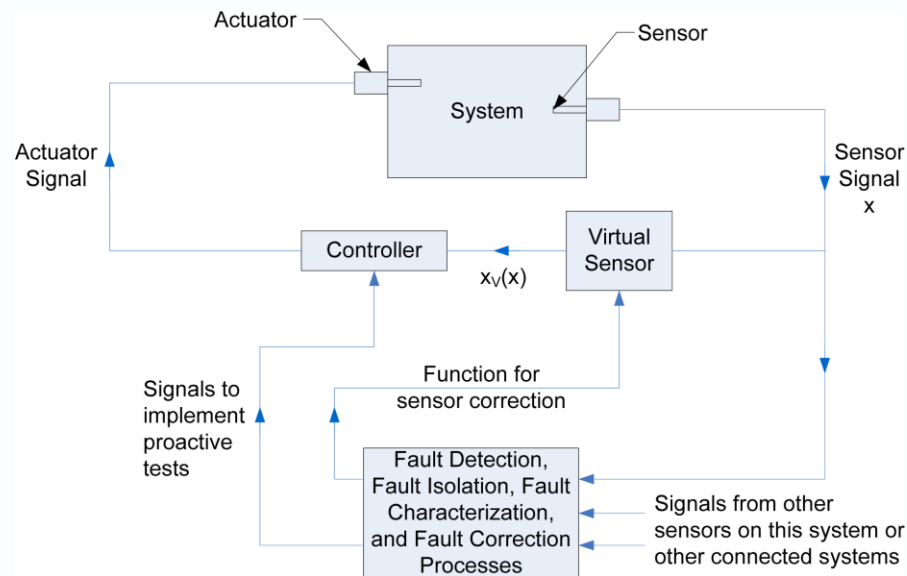 Actuator
Sensor
System
Actuator
Signal
Sensor
Signal
x
Controller
Virtual
Sensor
xᵥ(x)
Function for
sensor correction
Signals to
implement
proactive
tests
Fault Detection,
Fault Isolation, Fault
Characterization,
and Fault Correction
Processes
Signals from other
sensors on this system or
other connected systems